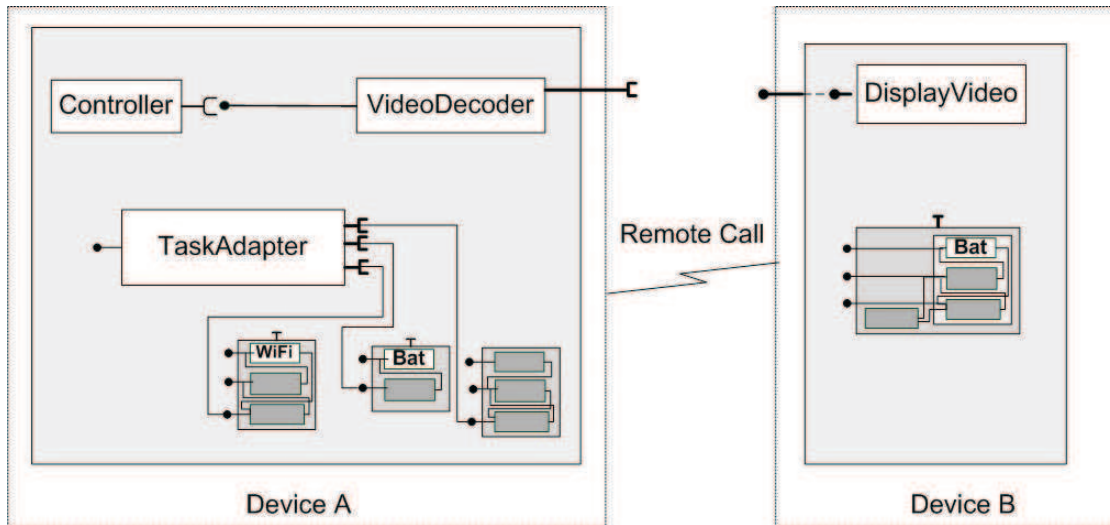 Controller
VideoDecoder
DisplayVideo
TaskAdapter
Remote Call
Bat
WiFi
Bat
Device A
Device B